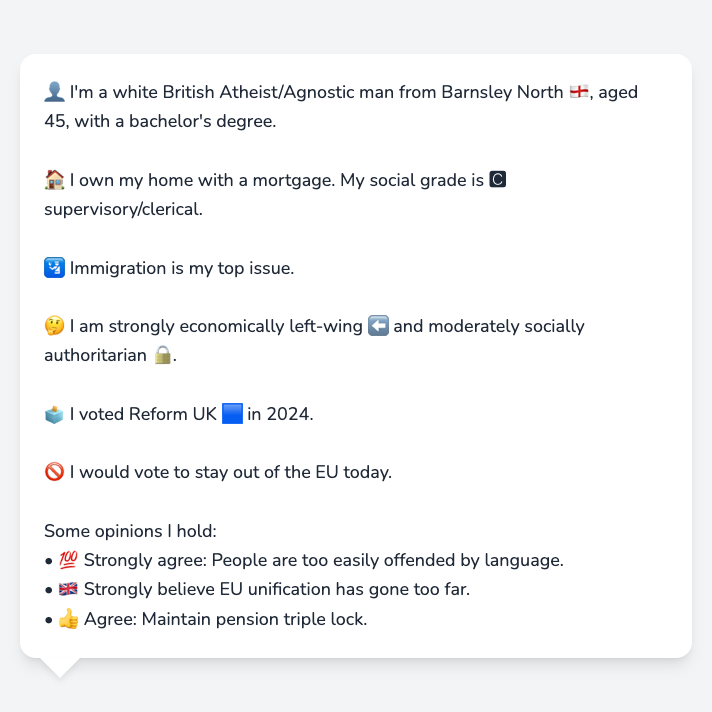 👤 I'm a white British Atheist/Agnostic man from Barnsley North 🏴󠁧󠁢󠁥󠁮󠁧󠁿, aged
45, with a bachelor's degree.
🏠 I own my home with a mortgage. My social grade is C
supervisory/clerical.
🛂 Immigration is my top issue.
🤔 I am strongly economically left-wing ⬅️ and moderately socially
authoritarian 🔒.
🗳️ I voted Reform UK 🟦 in 2024.
🚫 I would vote to stay out of the EU today.
Some opinions I hold:
• 💯 Strongly agree: People are too easily offended by language.
• 🇬🇧 Strongly believe EU unification has gone too far.
• 👍 Agree: Maintain pension triple lock.